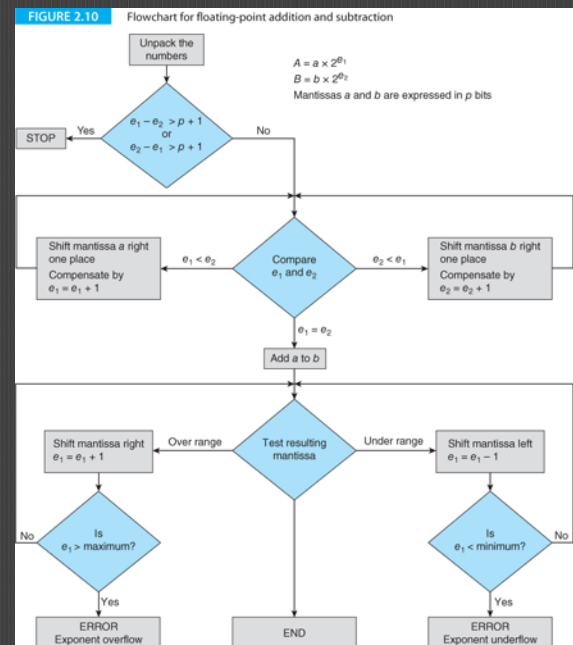 FIGURE 2.10 Flowchart for floating-point addition and subtraction
Unpack the
numbers
A = a × 2^e₁
B = b × 2^e₂
Mantissas a and b are expressed in p bits
e₁ – e₂ > p + 1
or
e₂ – e₁ > p + 1
Yes
No
STOP
Shift mantissa a right
one place
Compensate by
e₁ = e₁ + 1
e₁ < e₂
Compare
e₁ and e₂
e₂ < e₁
Shift mantissa b right
one place
Compensate by
e₂ = e₂ + 1
e₁ = e₂
Add a to b
Shift mantissa right
e₁ = e₁ + 1
Over range
Test resulting
mantissa
Under range
Shift mantissa left
e₁ = e₁ – 1
No
Is
e₁ > maximum?
Is
e₁ < minimum?
No
Yes
Yes
ERROR
Exponent overflow
END
ERROR
Exponent underflow